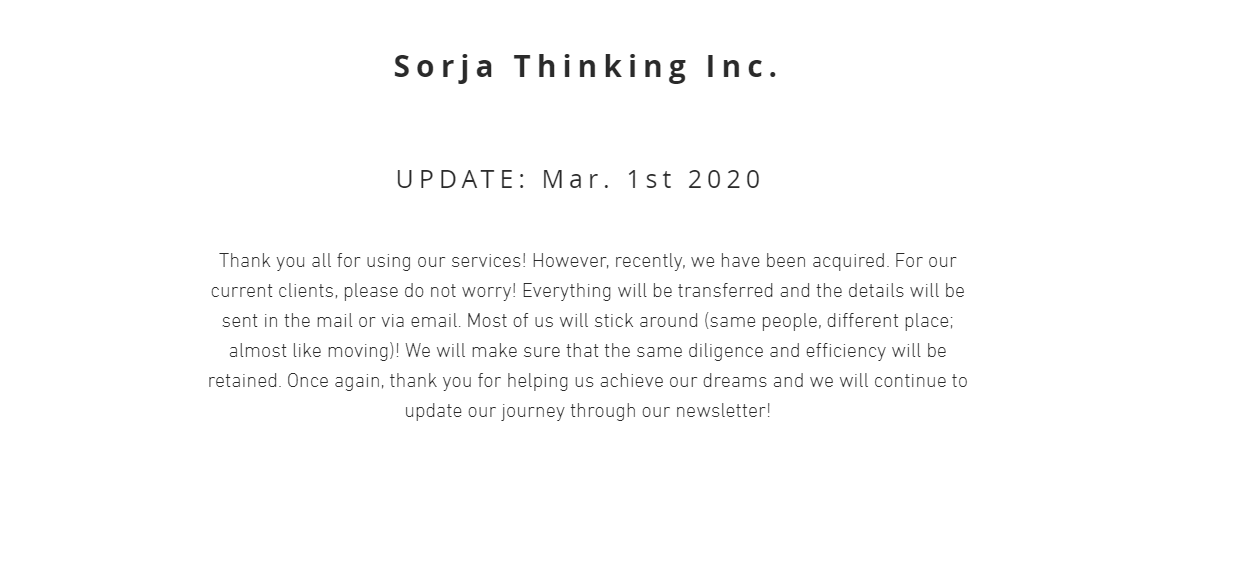 Sorja Thinking Inc.
UPDATE: Mar. 1st 2020
Thank you all for using our services! However, recently, we have been acquired. For our
current clients, please do not worry! Everything will be transferred and the details will be
sent in the mail or via email. Most of us will stick around (same people, different place;
almost like moving)! We will make sure that the same diligence and efficiency will be
retained. Once again, thank you for helping us achieve our dreams and we will continue to
update our journey through our newsletter!